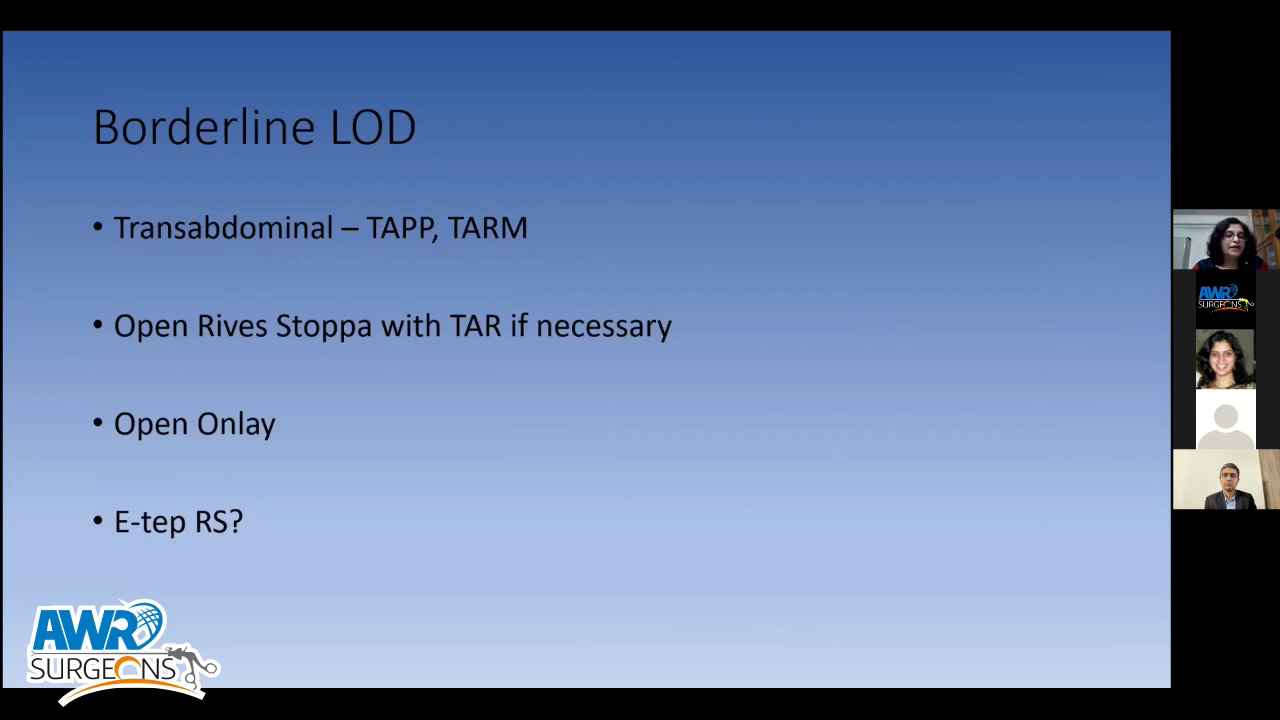 Borderline LOD
• Transabdominal – TAPP, TARM
• Open Rives Stoppa with TAR if necessary
• Open Onlay
• E-tep RS?
AWR
SURGEONS
AWR
SURGEONS